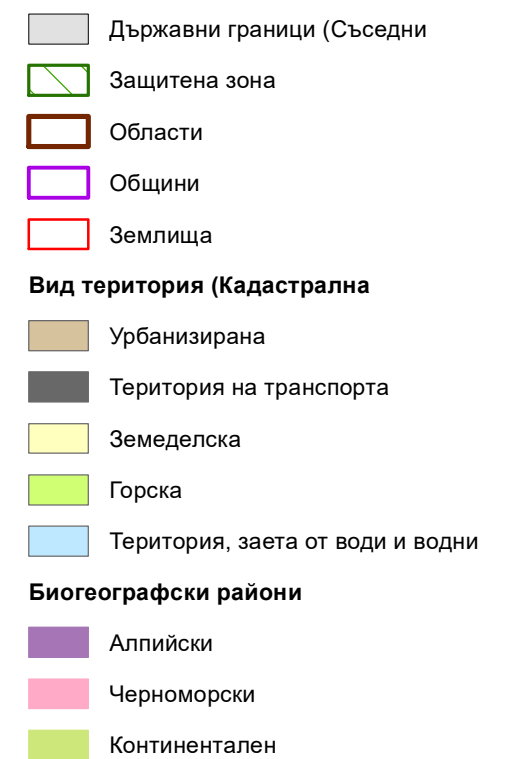 Държавни граници (Съседни
Защитена зона
Области
Общини
Землища
Вид територия (Кадастрална
Урбанизирана
Територия на транспорта
Земеделска
Горска
Територия, заета от води и водни
Биогеографски райони
Алпийски
Черноморски
Континентален